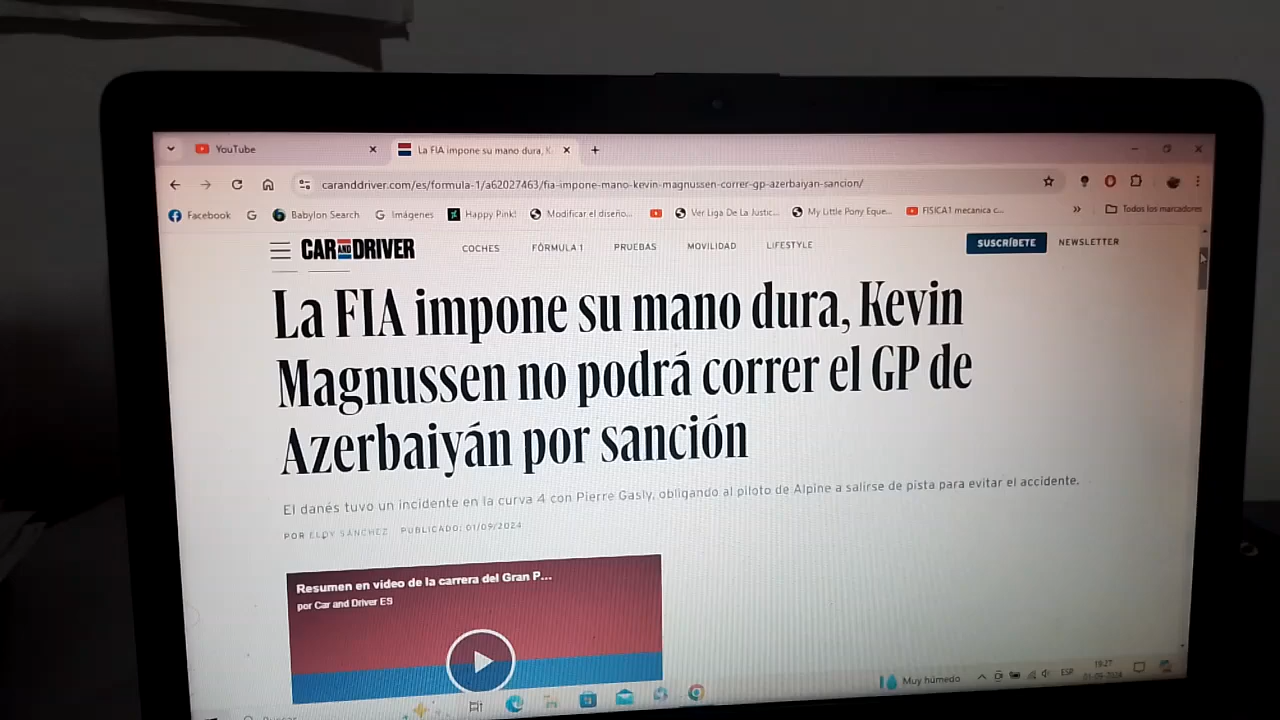 YouTube
La FIA impone su mano dura, K
caranddriver.com/es/formula-1/a62027463/fia-impone-mano-kevin-magnussen-correr-gp-azerbaiyan-sancion/
Facebook
Babylon Search
Imágenes
Happy Pink!
Modificar el diseño...
Ver Liga De La Justic...
My Little Pony Eque...
FISICA1 mecanica c...
Todos los marcadores
CAR AND DRIVER
COCHES
FÓRMULA 1
PRUEBAS
MOVILIDAD
LIFESTYLE
SUSCRÍBETE
NEWSLETTER
La FIA impone su mano dura, Kevin
Magnussen no podrá correr el GP de
Azerbaiyán por sanción
El danés tuvo un incidente en la curva 4 con Pierre Gasly, obligando al piloto de Alpine a salirse de pista para evitar el accidente.
POR ELOY SÁNCHEZ PUBLICADO: 01/09/2024
Resumen en video de la carrera del Gran P...
por Car and Driver ES
Muy húmedo
ESP
19:27
01-09-2024